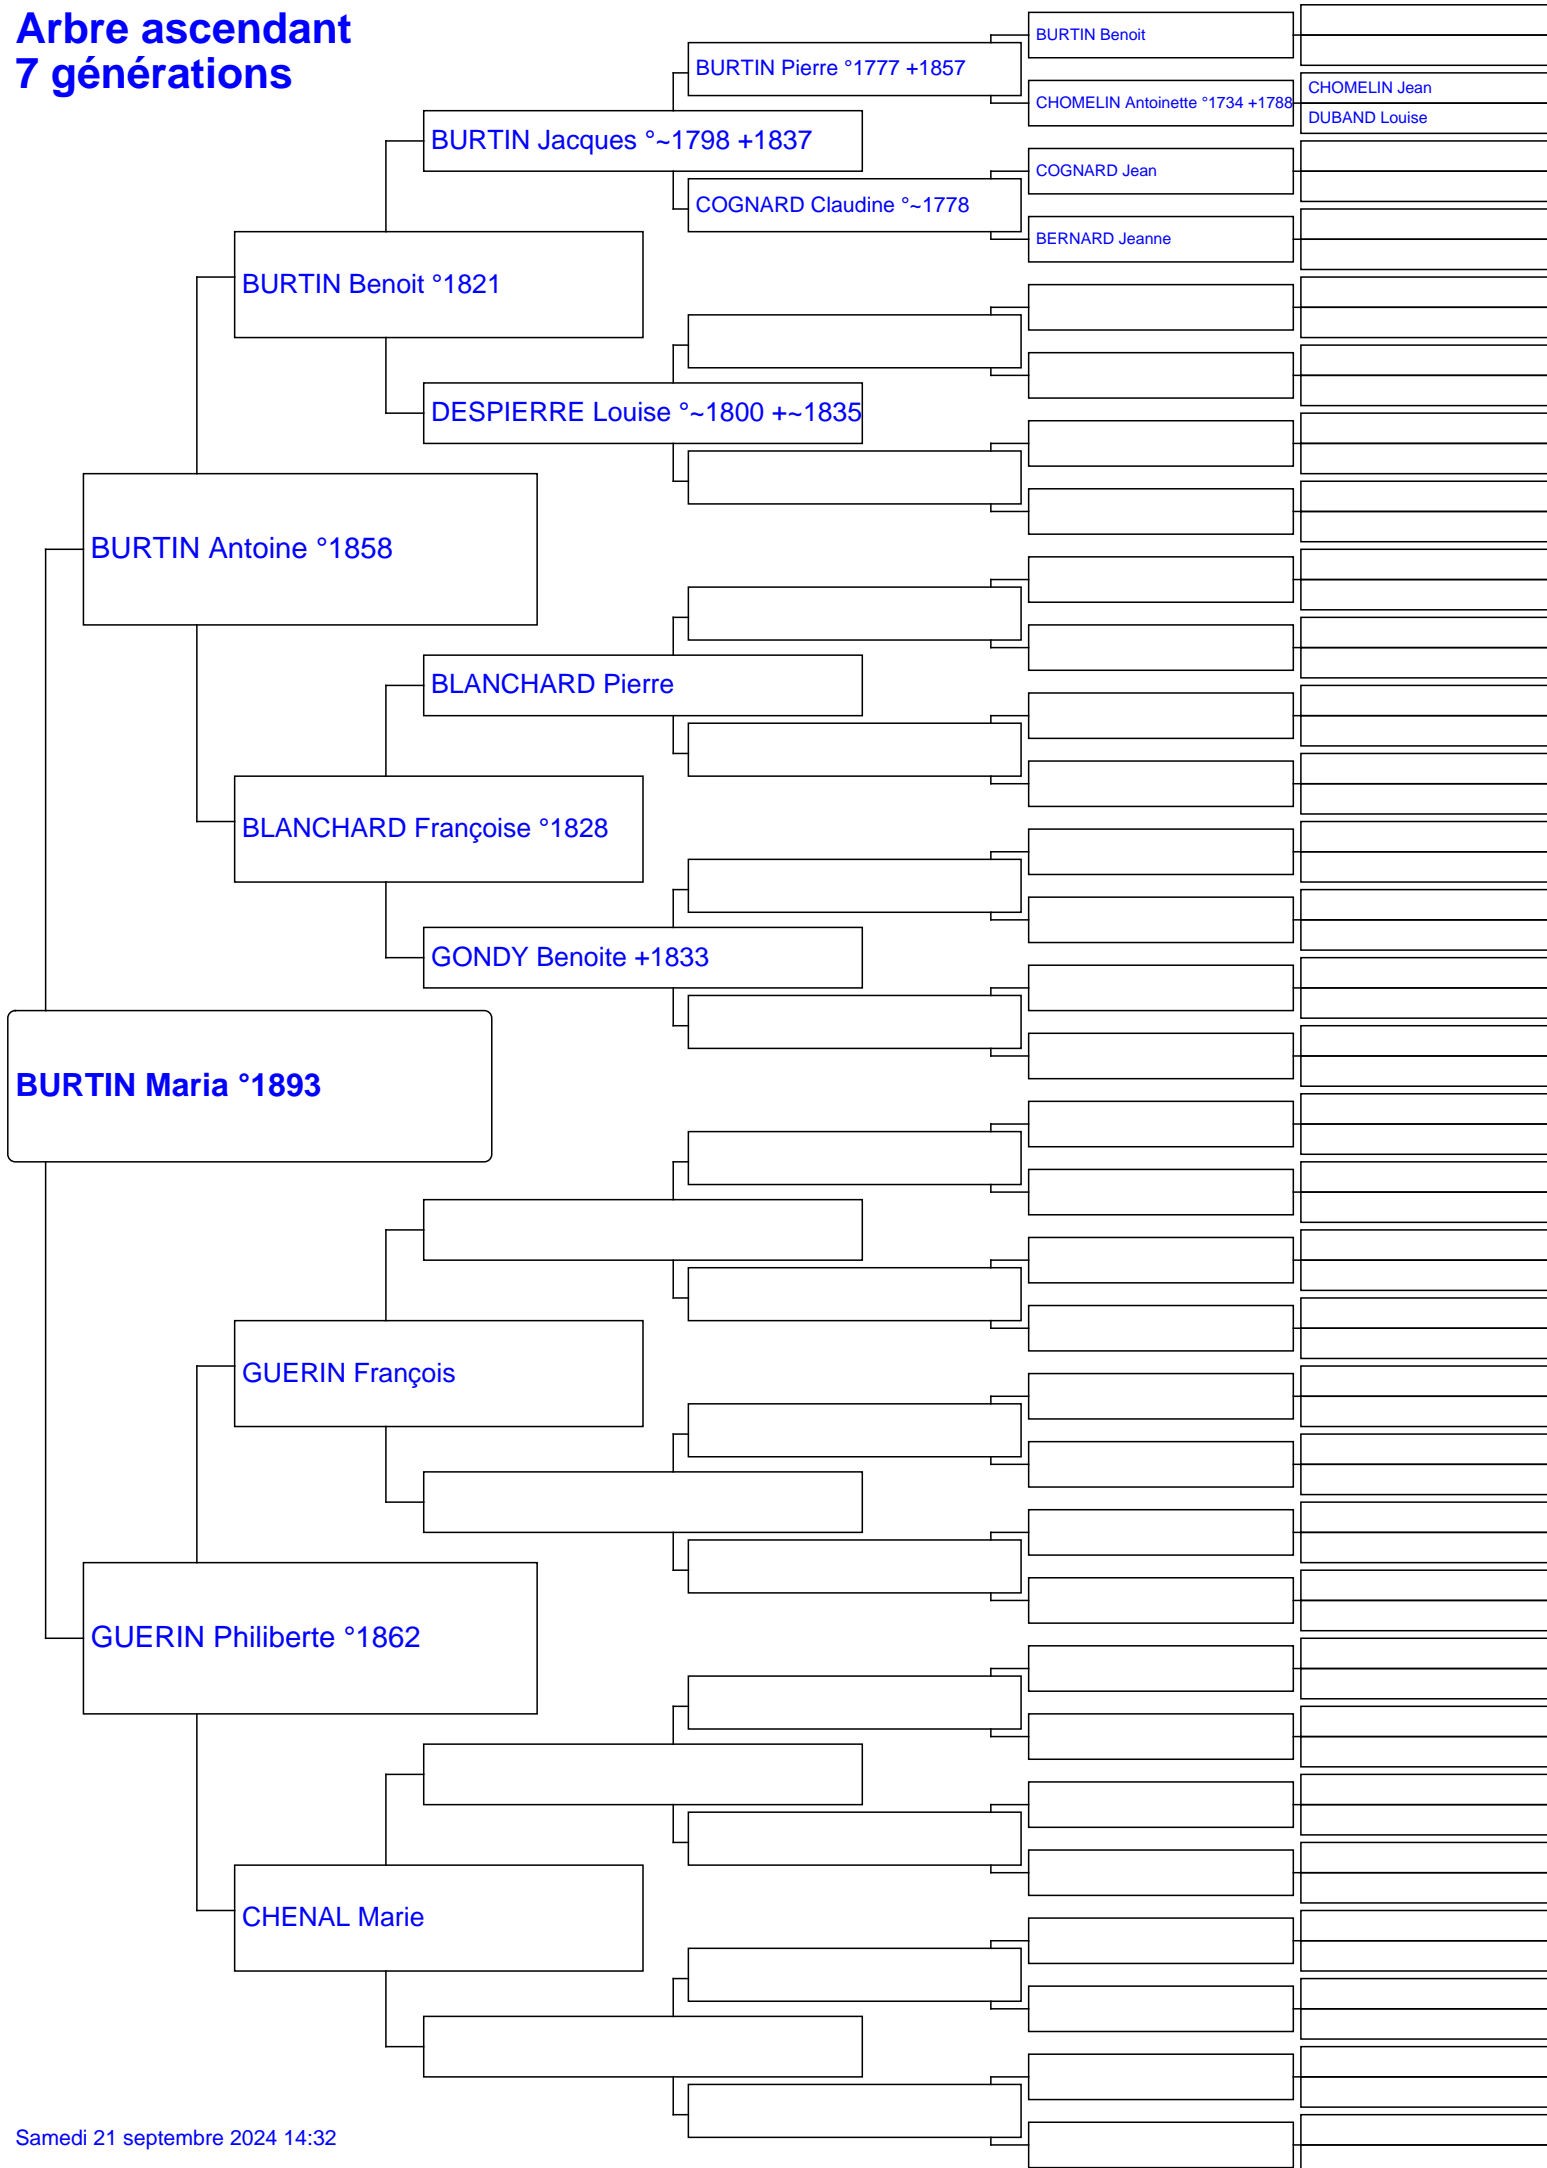 Arbre ascendant
7 générations
BURTIN Benoit
BURTIN Pierre °1777 +1857
CHOMELIN Jean
CHOMELIN Antoinette °1734 +1788
DUBAND Louise
BURTIN Jacques °~1798 +1837
COGNARD Jean
COGNARD Claudine °~1778
BERNARD Jeanne
BURTIN Benoit °1821
DESPIERRE Louise °~1800 +~1835
BURTIN Antoine °1858
BLANCHARD Pierre
BLANCHARD Françoise °1828
GONDY Benoite +1833
BURTIN Maria °1893
GUERIN François
GUERIN Philiberte °1862
CHENAL Marie
Samedi 21 septembre 2024 14:32